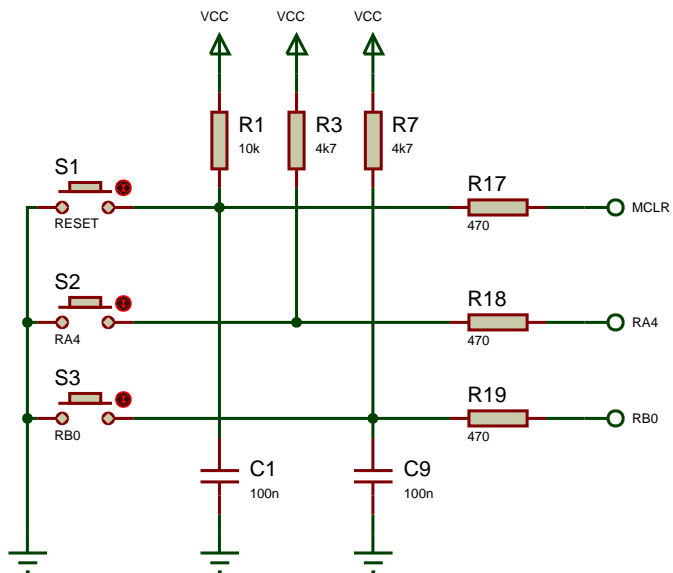 VCC
VCC
VCC
R1
10k
R3
4k7
R7
4k7
S1
RESET
R17
470
MCLR
S2
RA4
R18
470
RA4
S3
RB0
R19
470
RB0
C1
100n
C9
100n